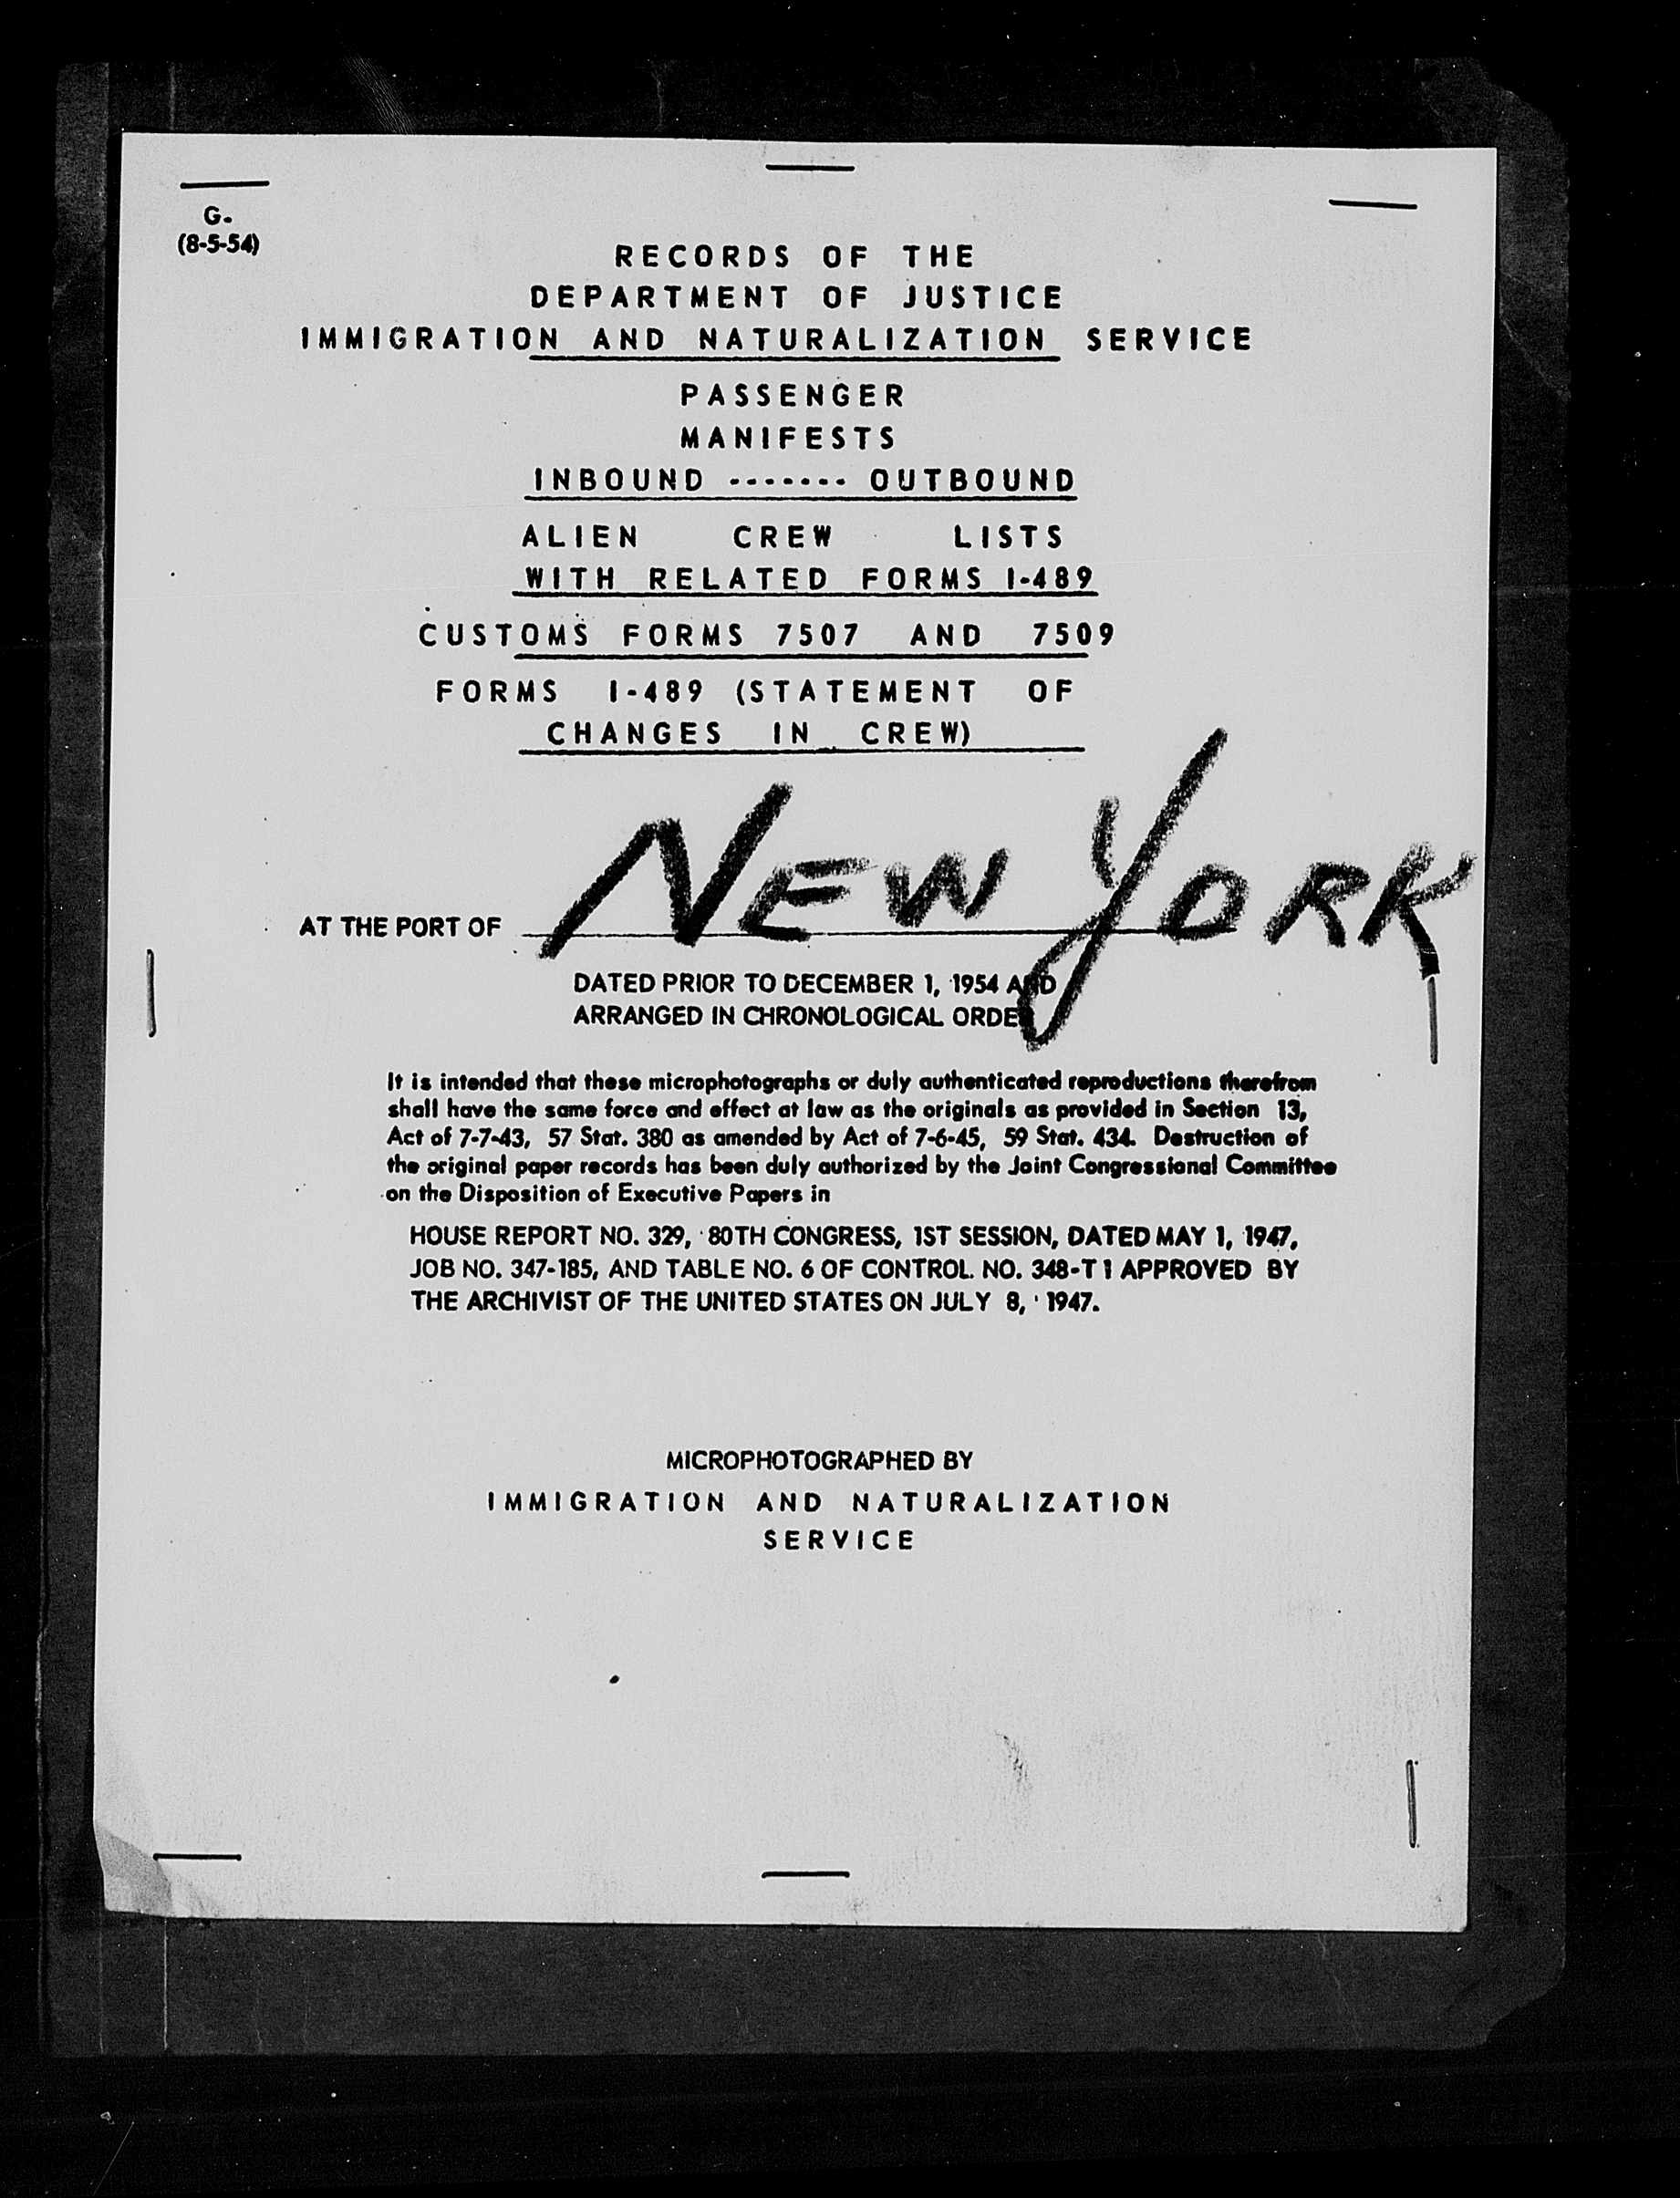 G.
(8-5-54)
RECORDS OF THE
DEPARTMENT OF JUSTICE
IMMIGRATION AND NATURALIZATION SERVICE
PASSENGER
MANIFESTS
INBOUND ------- OUTBOUND
ALIEN CREW LISTS
WITH RELATED FORMS I-489
CUSTOMS FORMS 7507 AND 7509
FORMS I-489 (STATEMENT OF
CHANGES IN CREW)
AT THE PORT OF NEW YORK
DATED PRIOR TO DECEMBER 1, 1954 AND
ARRANGED IN CHRONOLOGICAL ORDER
It is intended that these microphotographs or duly authenticated reproductions therefrom
shall have the same force and effect at law as the originals as provided in Section 13,
Act of 7-7-43, 57 Stat. 380 as amended by Act of 7-6-45, 59 Stat. 434. Destruction of
the original paper records has been duly authorized by the Joint Congressional Committee
on the Disposition of Executive Papers in
HOUSE REPORT NO. 329, 80TH CONGRESS, 1ST SESSION, DATED MAY 1, 1947,
JOB NO. 347-185, AND TABLE NO. 6 OF CONTROL NO. 348-T1 APPROVED BY
THE ARCHIVIST OF THE UNITED STATES ON JULY 8, 1947.
MICROPHOTOGRAPHED BY
IMMIGRATION AND NATURALIZATION
SERVICE